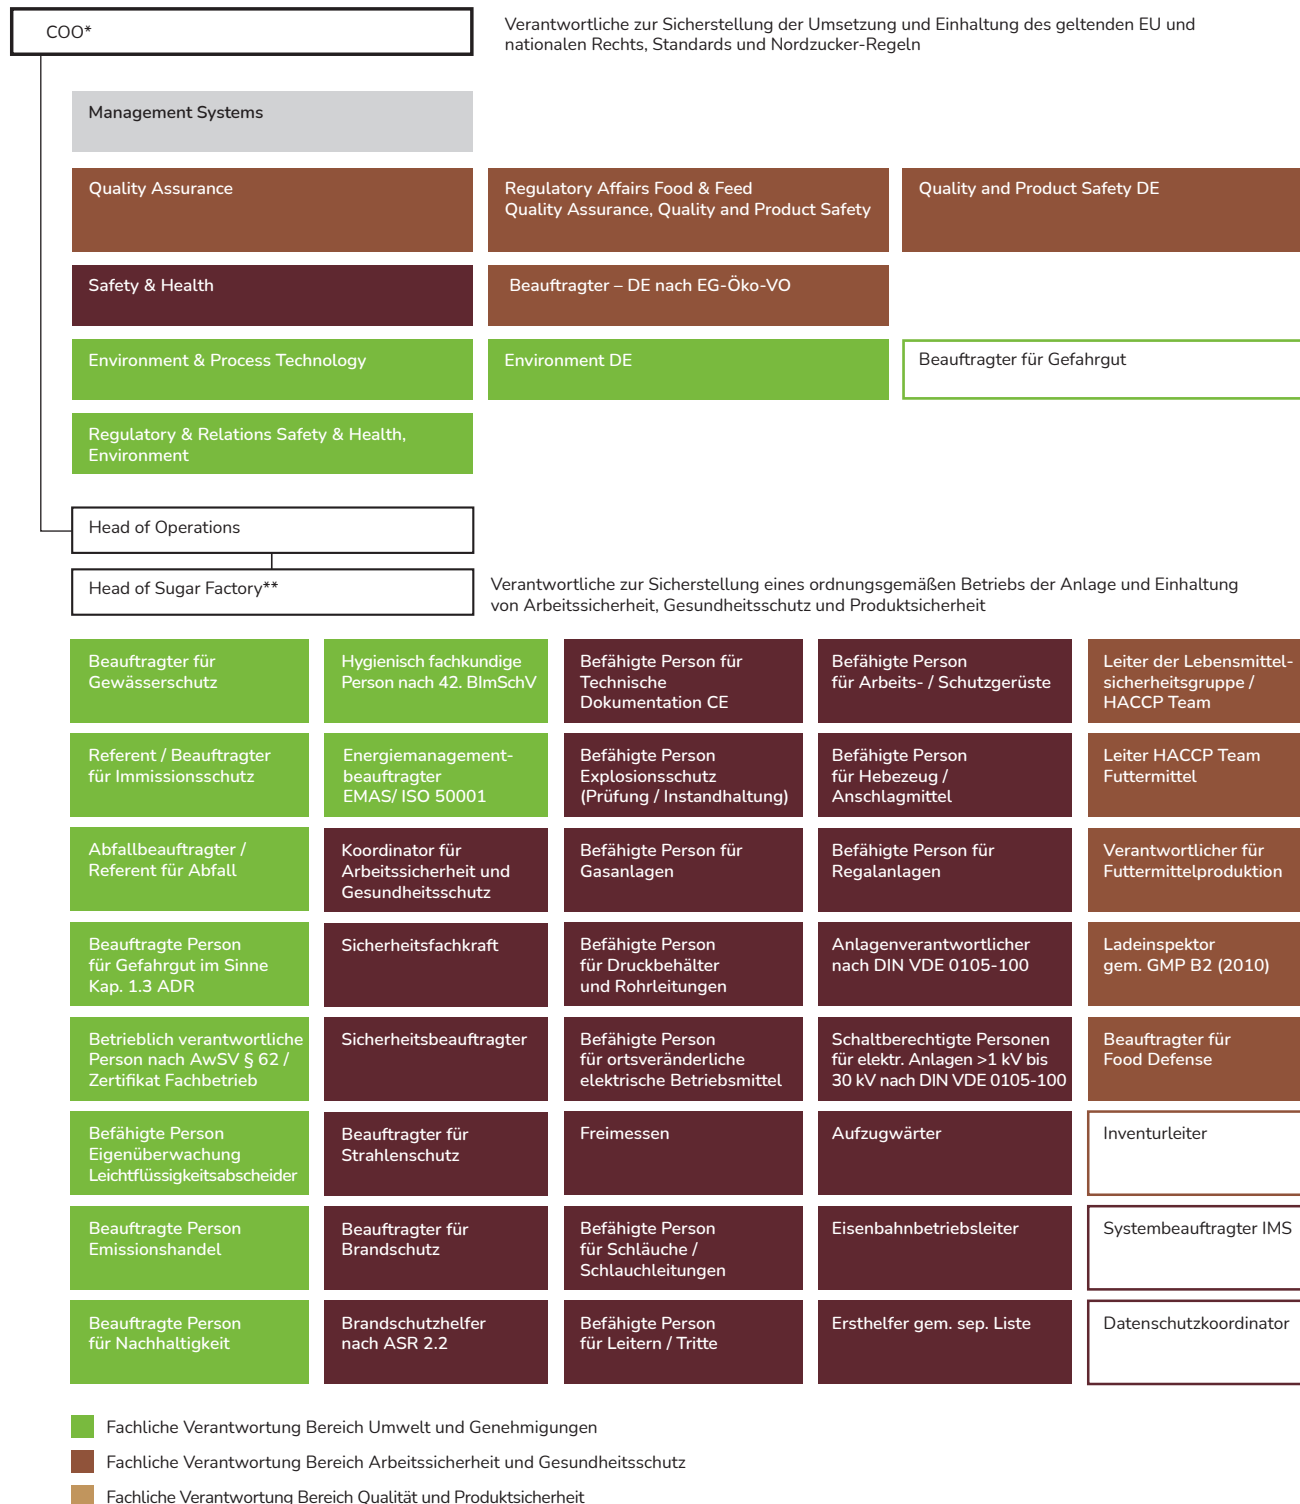 COO*
Verantwortliche zur Sicherstellung der Umsetzung und Einhaltung des geltenden EU und
nationalen Rechts, Standards und Nordzucker-Regeln
Management Systems
Quality Assurance
Regulatory Affairs Food & Feed
Quality Assurance, Quality and Product Safety
Quality and Product Safety DE
Safety & Health
Beauftragter – DE nach EG-Öko-VO
Environment & Process Technology
Environment DE
Beauftragter für Gefahrgut
Regulatory & Relations Safety & Health,
Environment
Head of Operations
Head of Sugar Factory**
Verantwortliche zur Sicherstellung eines ordnungsgemäßen Betriebs der Anlage und Einhaltung
von Arbeitssicherheit, Gesundheitsschutz und Produktsicherheit
Beauftragter für
Gewässerschutz
Hygienisch fachkundige
Person nach 42. BImSchV
Befähigte Person für
Technische
Dokumentation CE
Befähigte Person
für Arbeits- / Schutzgerüste
Leiter der Lebensmittel-
sicherheitsgruppe /
HACCP Team
Referent / Beauftragter
für Immissionsschutz
Energiemanagement-
beauftragter
EMAS/ ISO 50001
Befähigte Person
Explosionsschutz
(Prüfung / Instandhaltung)
Befähigte Person
für Hebezeug /
Anschlagmittel
Leiter HACCP Team
Futtermittel
Abfallbeauftragter /
Referent für Abfall
Koordinator für
Arbeitssicherheit und
Gesundheitsschutz
Befähigte Person für
Gasanlagen
Befähigte Person für
Regalanlagen
Verantwortlicher für
Futtermittelproduktion
Beauftragte Person
für Gefahrgut im Sinne
Kap. 1.3 ADR
Sicherheitsfachkraft
Befähigte Person
für Druckbehälter
und Rohrleitungen
Anlagenverantwortlicher
nach DIN VDE 0105-100
Ladeinspektor
gem. GMP B2 (2010)
Betrieblich verantwortliche
Person nach AwSV § 62 /
Zertifikat Fachbetrieb
Sicherheitsbeauftragter
Befähigte Person
für ortsveränderliche
elektrische Betriebsmittel
Schaltberechtigte Personen
für elektr. Anlagen >1 kV bis
30 kV nach DIN VDE 0105-100
Beauftragter für
Food Defense
Befähigte Person
Eigenüberwachung
Leichtflüssigkeitsabscheider
Beauftragter für
Strahlenschutz
Freimessen
Aufzugwärter
Inventurleiter
Beauftragte Person
Emissionshandel
Beauftragter für
Brandschutz
Befähigte Person
für Schläuche /
Schlauchleitungen
Eisenbahnbetriebsleiter
Systembeauftragter IMS
Beauftragte Person
für Nachhaltigkeit
Brandschutzhelfer
nach ASR 2.2
Befähigte Person
für Leitern / Tritte
Ersthelfer gem. sep. Liste
Datenschutzkoordinator
Fachliche Verantwortung Bereich Umwelt und Genehmigungen
Fachliche Verantwortung Bereich Arbeitssicherheit und Gesundheitsschutz
Fachliche Verantwortung Bereich Qualität und Produktsicherheit